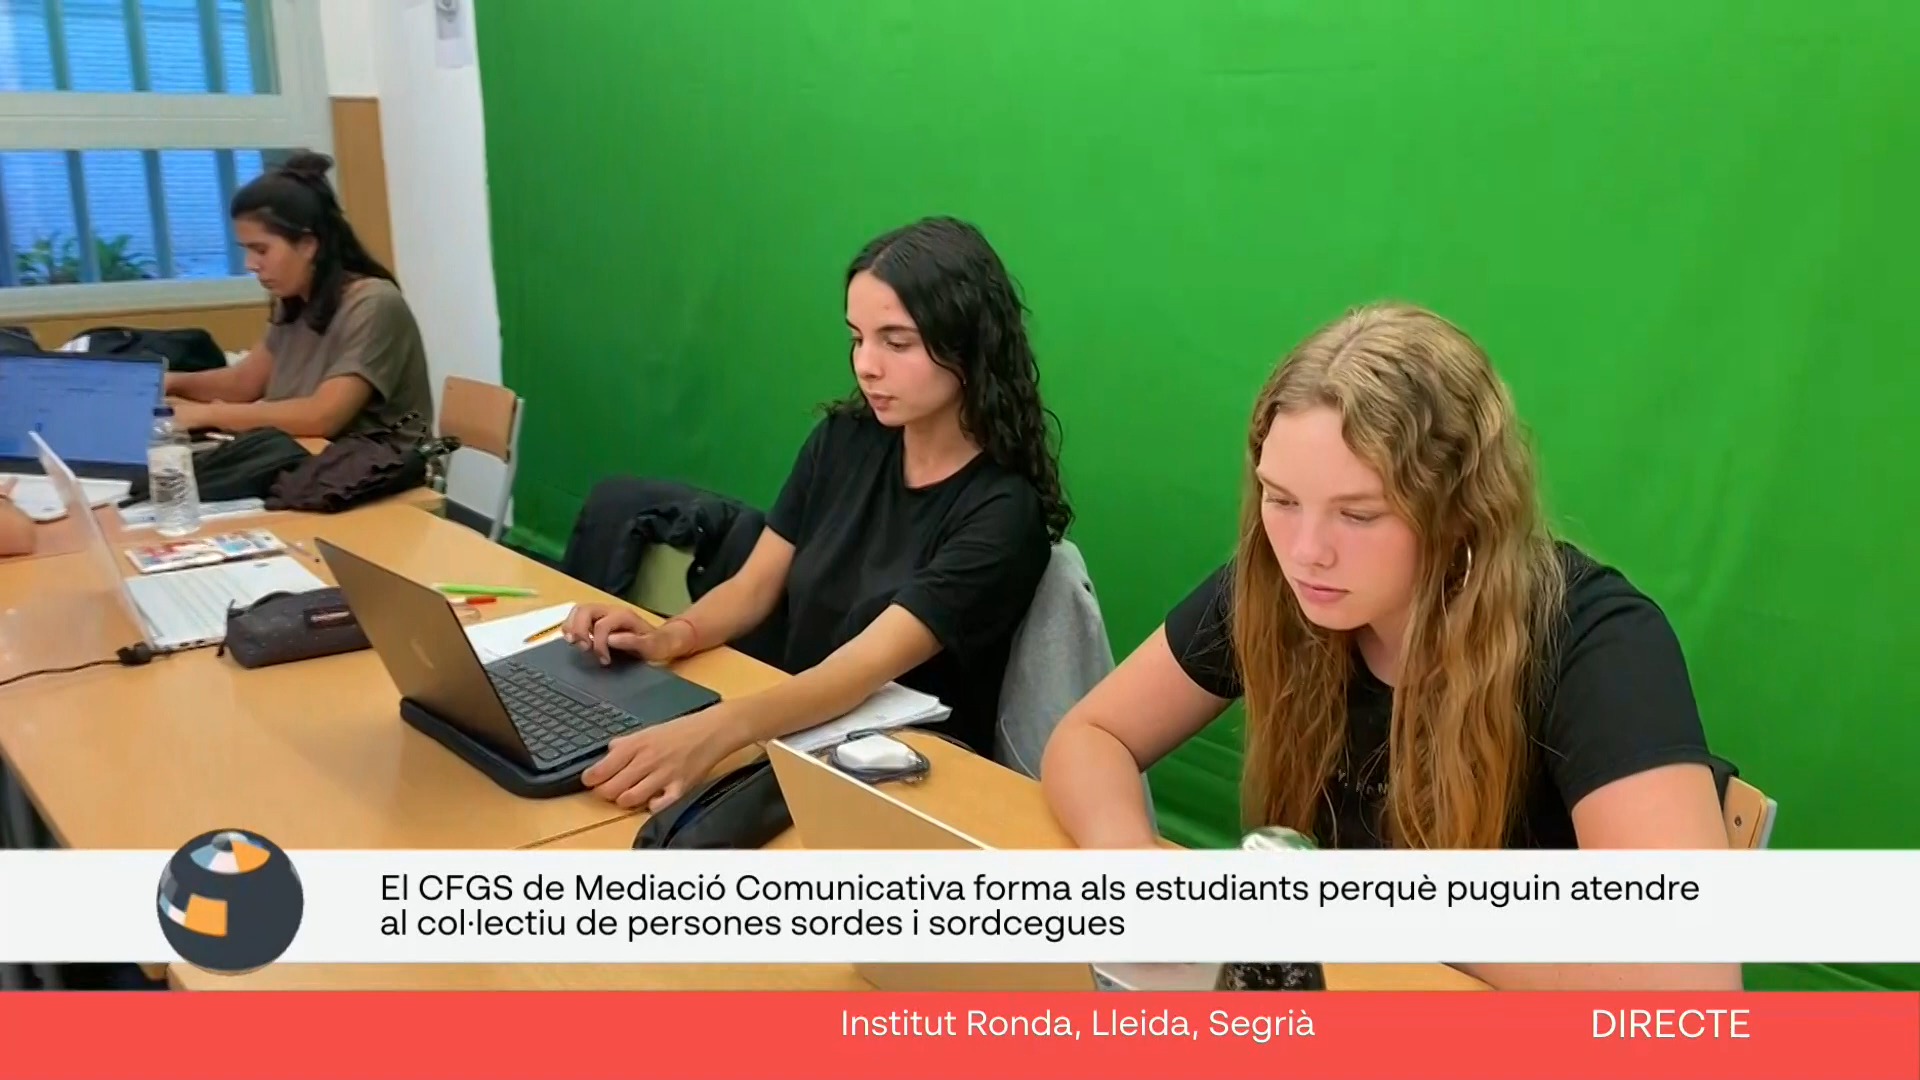 El CFGS de Mediació Comunicativa forma als estudiants perquè puguin atendre
al col·lectiu de persones sordes i sordcegues
Institut Ronda, Lleida, Segrià
DIRECTE